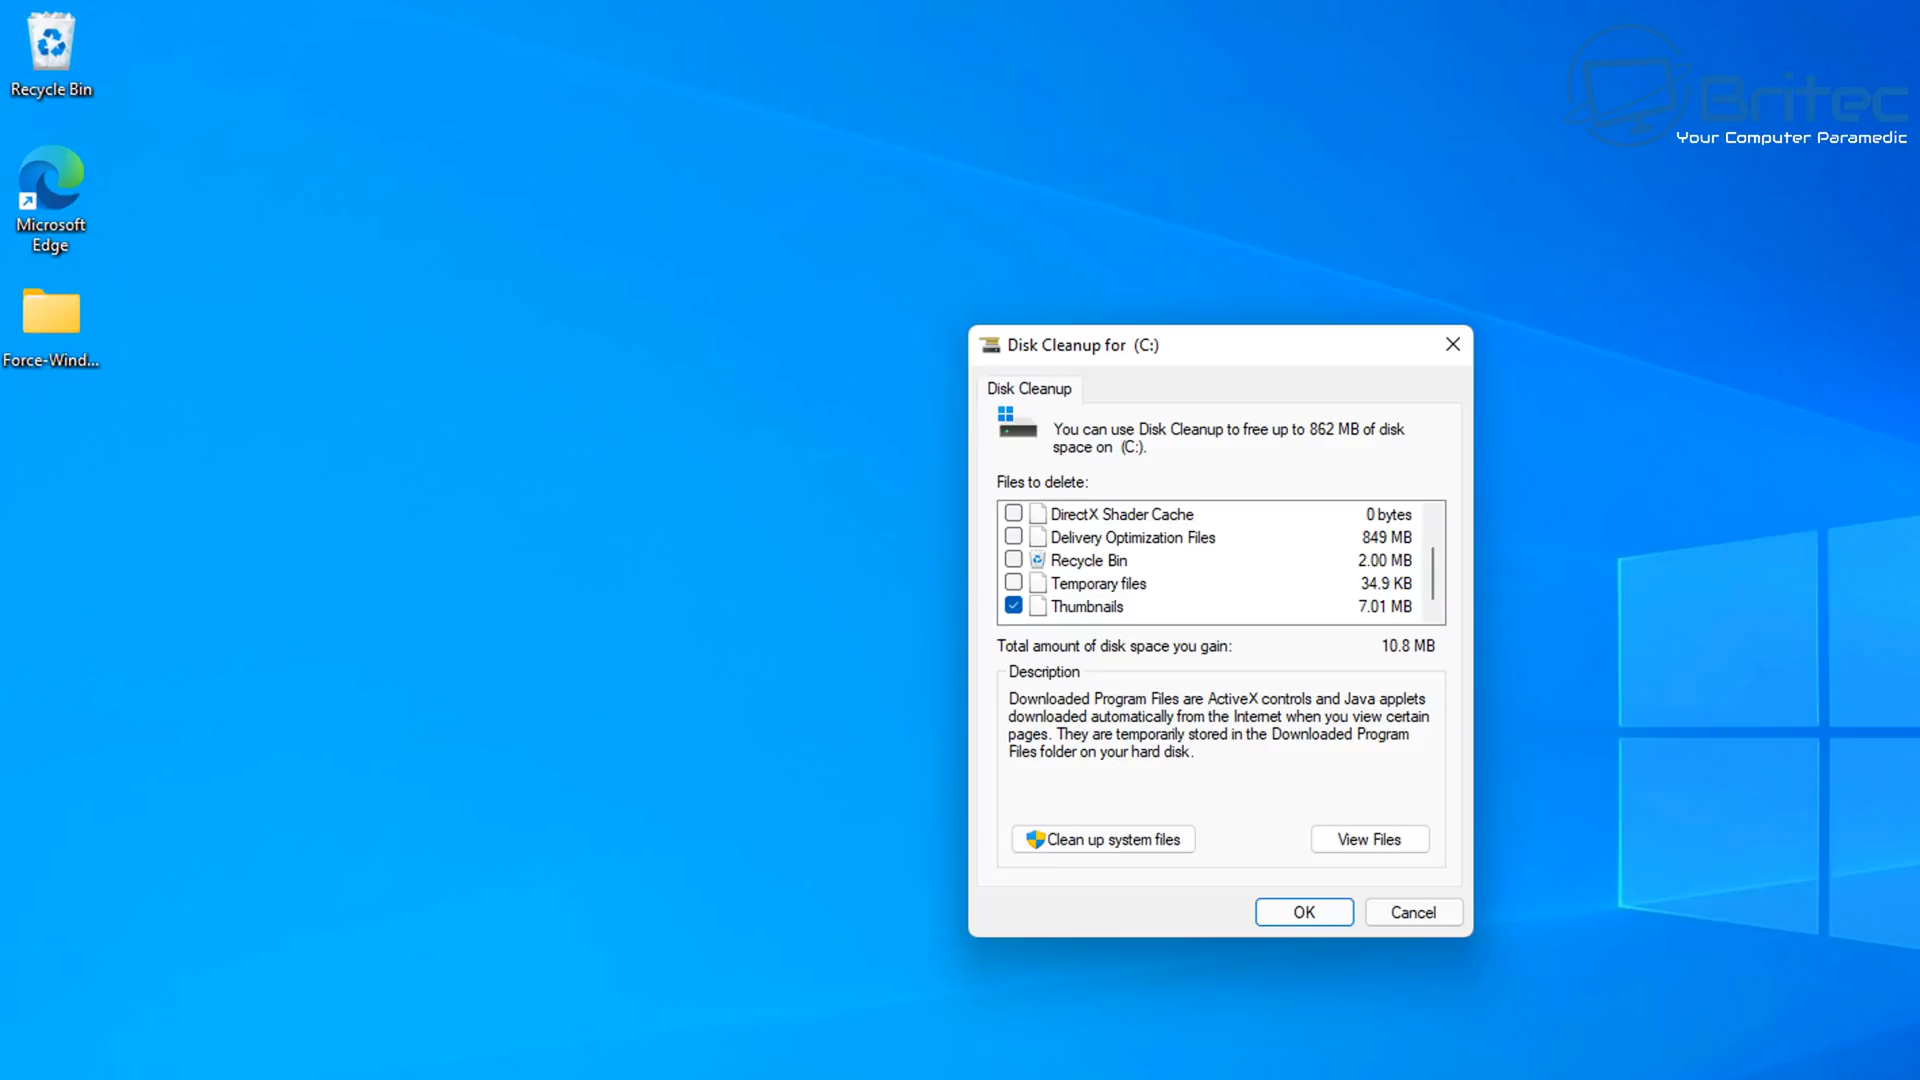 Recycle Bin
Microsoft
Edge
Force-Wind...
Britec
Your Computer Paramedic
Disk Cleanup for (C:)
Disk Cleanup
You can use Disk Cleanup to free up to 862 MB of disk
space on (C:).
Files to delete:
DirectX Shader Cache 0 bytes
Delivery Optimization Files 849 MB
Recycle Bin 2.00 MB
Temporary files 34.9 KB
Thumbnails 7.01 MB
Total amount of disk space you gain: 10.8 MB
Description
Downloaded Program Files are ActiveX controls and Java applets
downloaded automatically from the Internet when you view certain
pages. They are temporarily stored in the Downloaded Program
Files folder on your hard disk.
Clean up system files View Files
OK Cancel